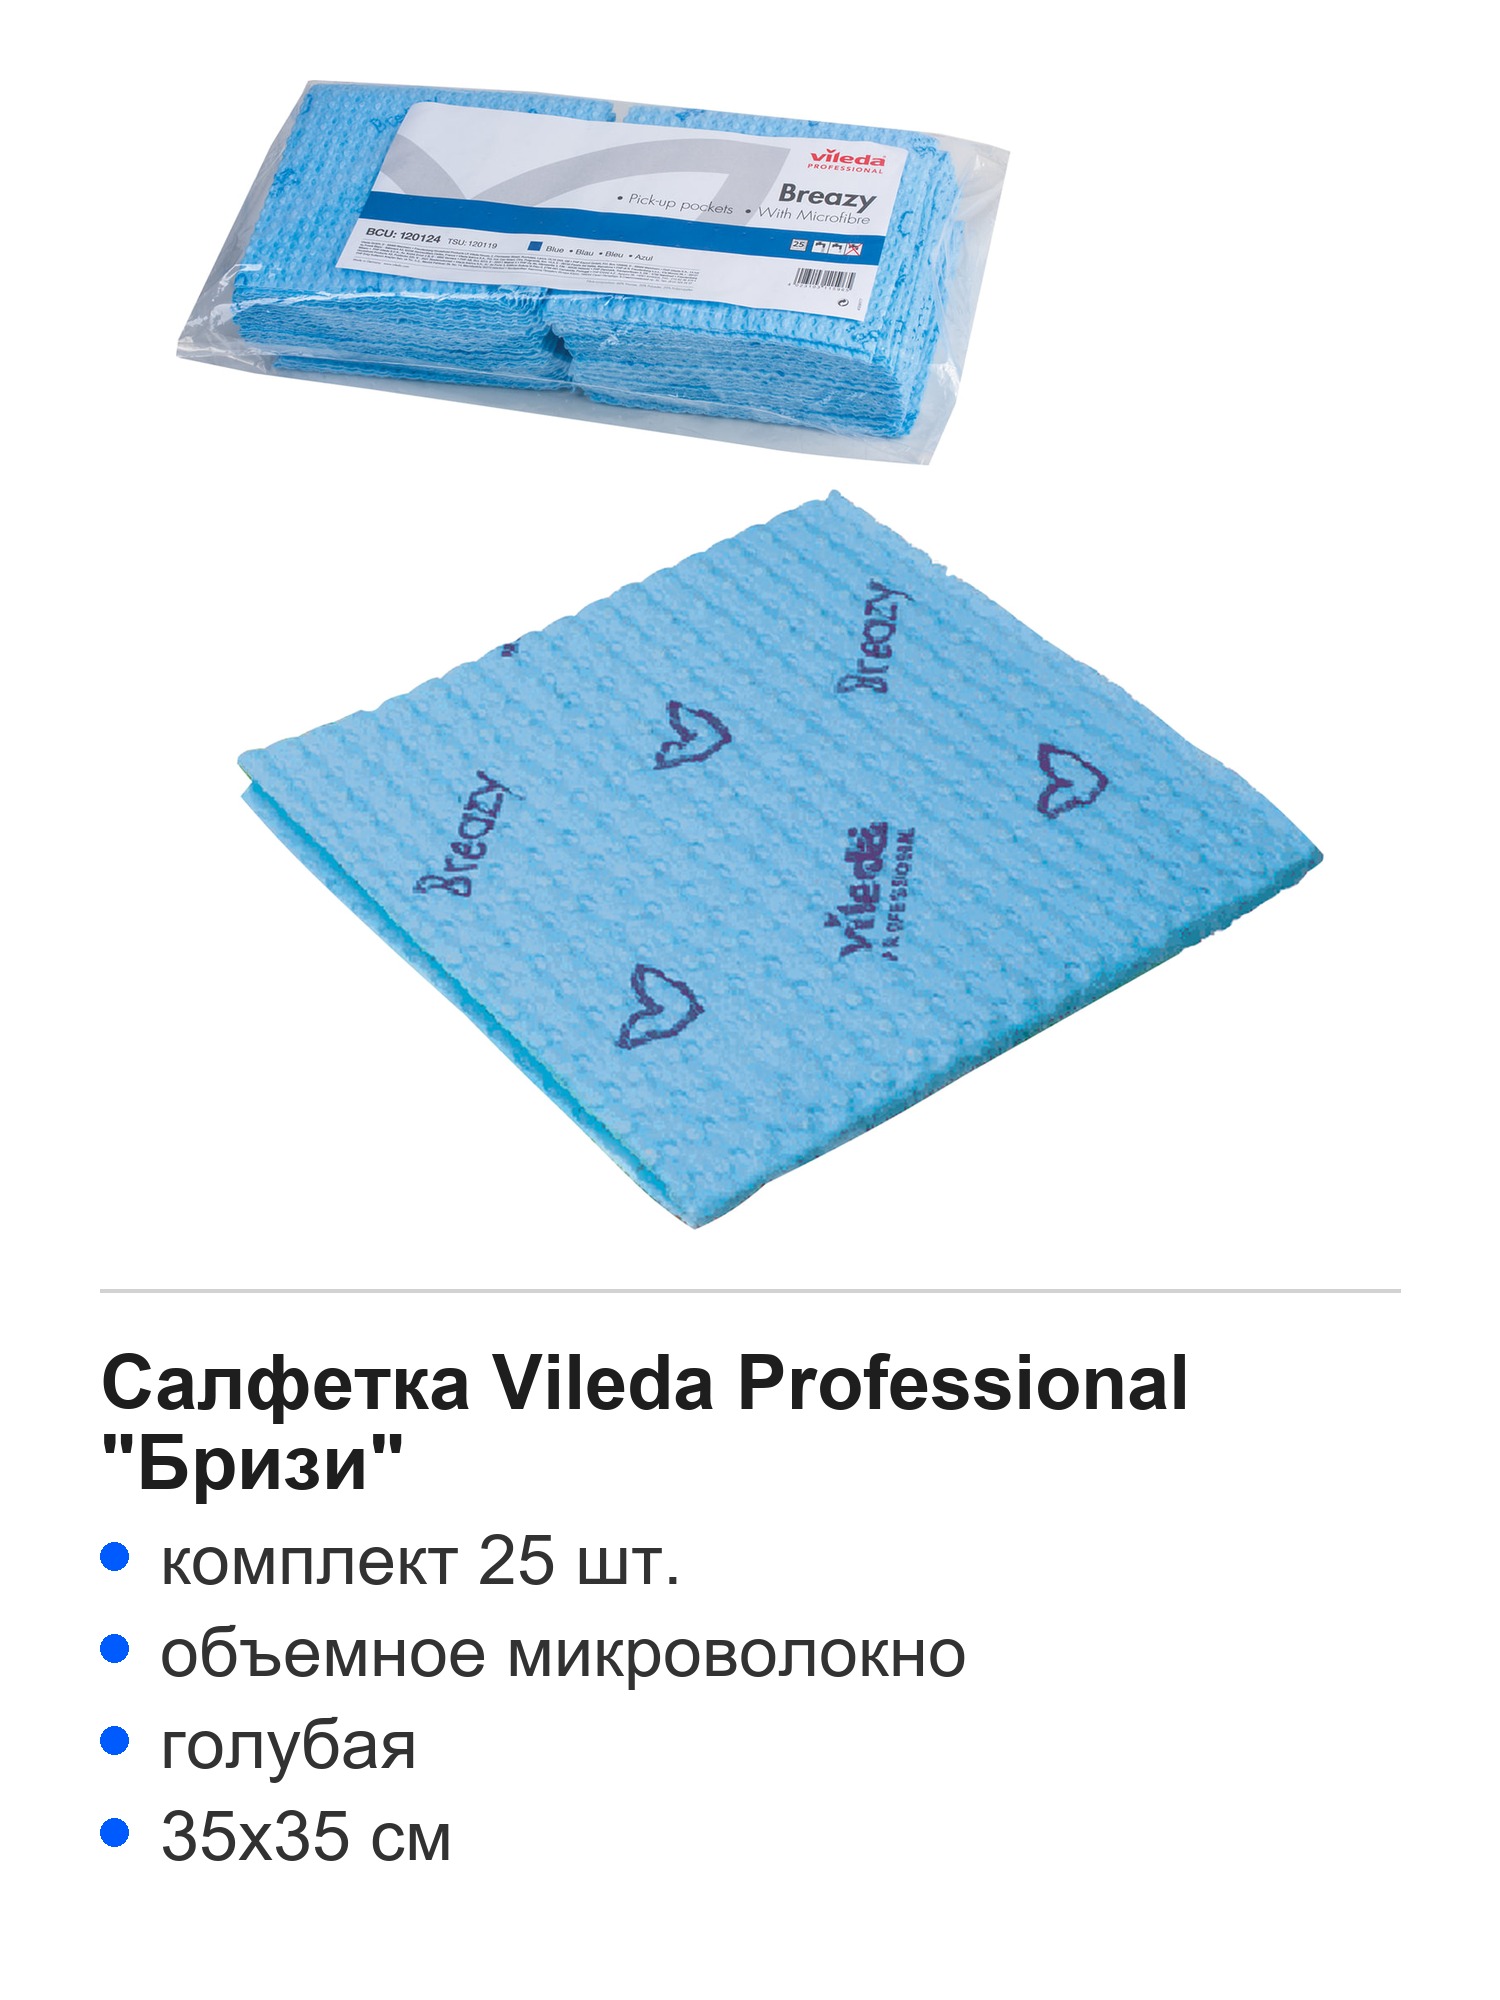 vileda
PROFESSIONAL
Breazy
• Pick-up pockets • With Microfibre
BCU: 120124 TSU: 120119
Blue • Blau • Bleu • Azul
25
Breazy
Breazy
vileda
PROFESSIONAL
Салфетка Vileda Professional
"Бризи"
комплект 25 шт.
объемное микроволокно
голубая
35х35 см